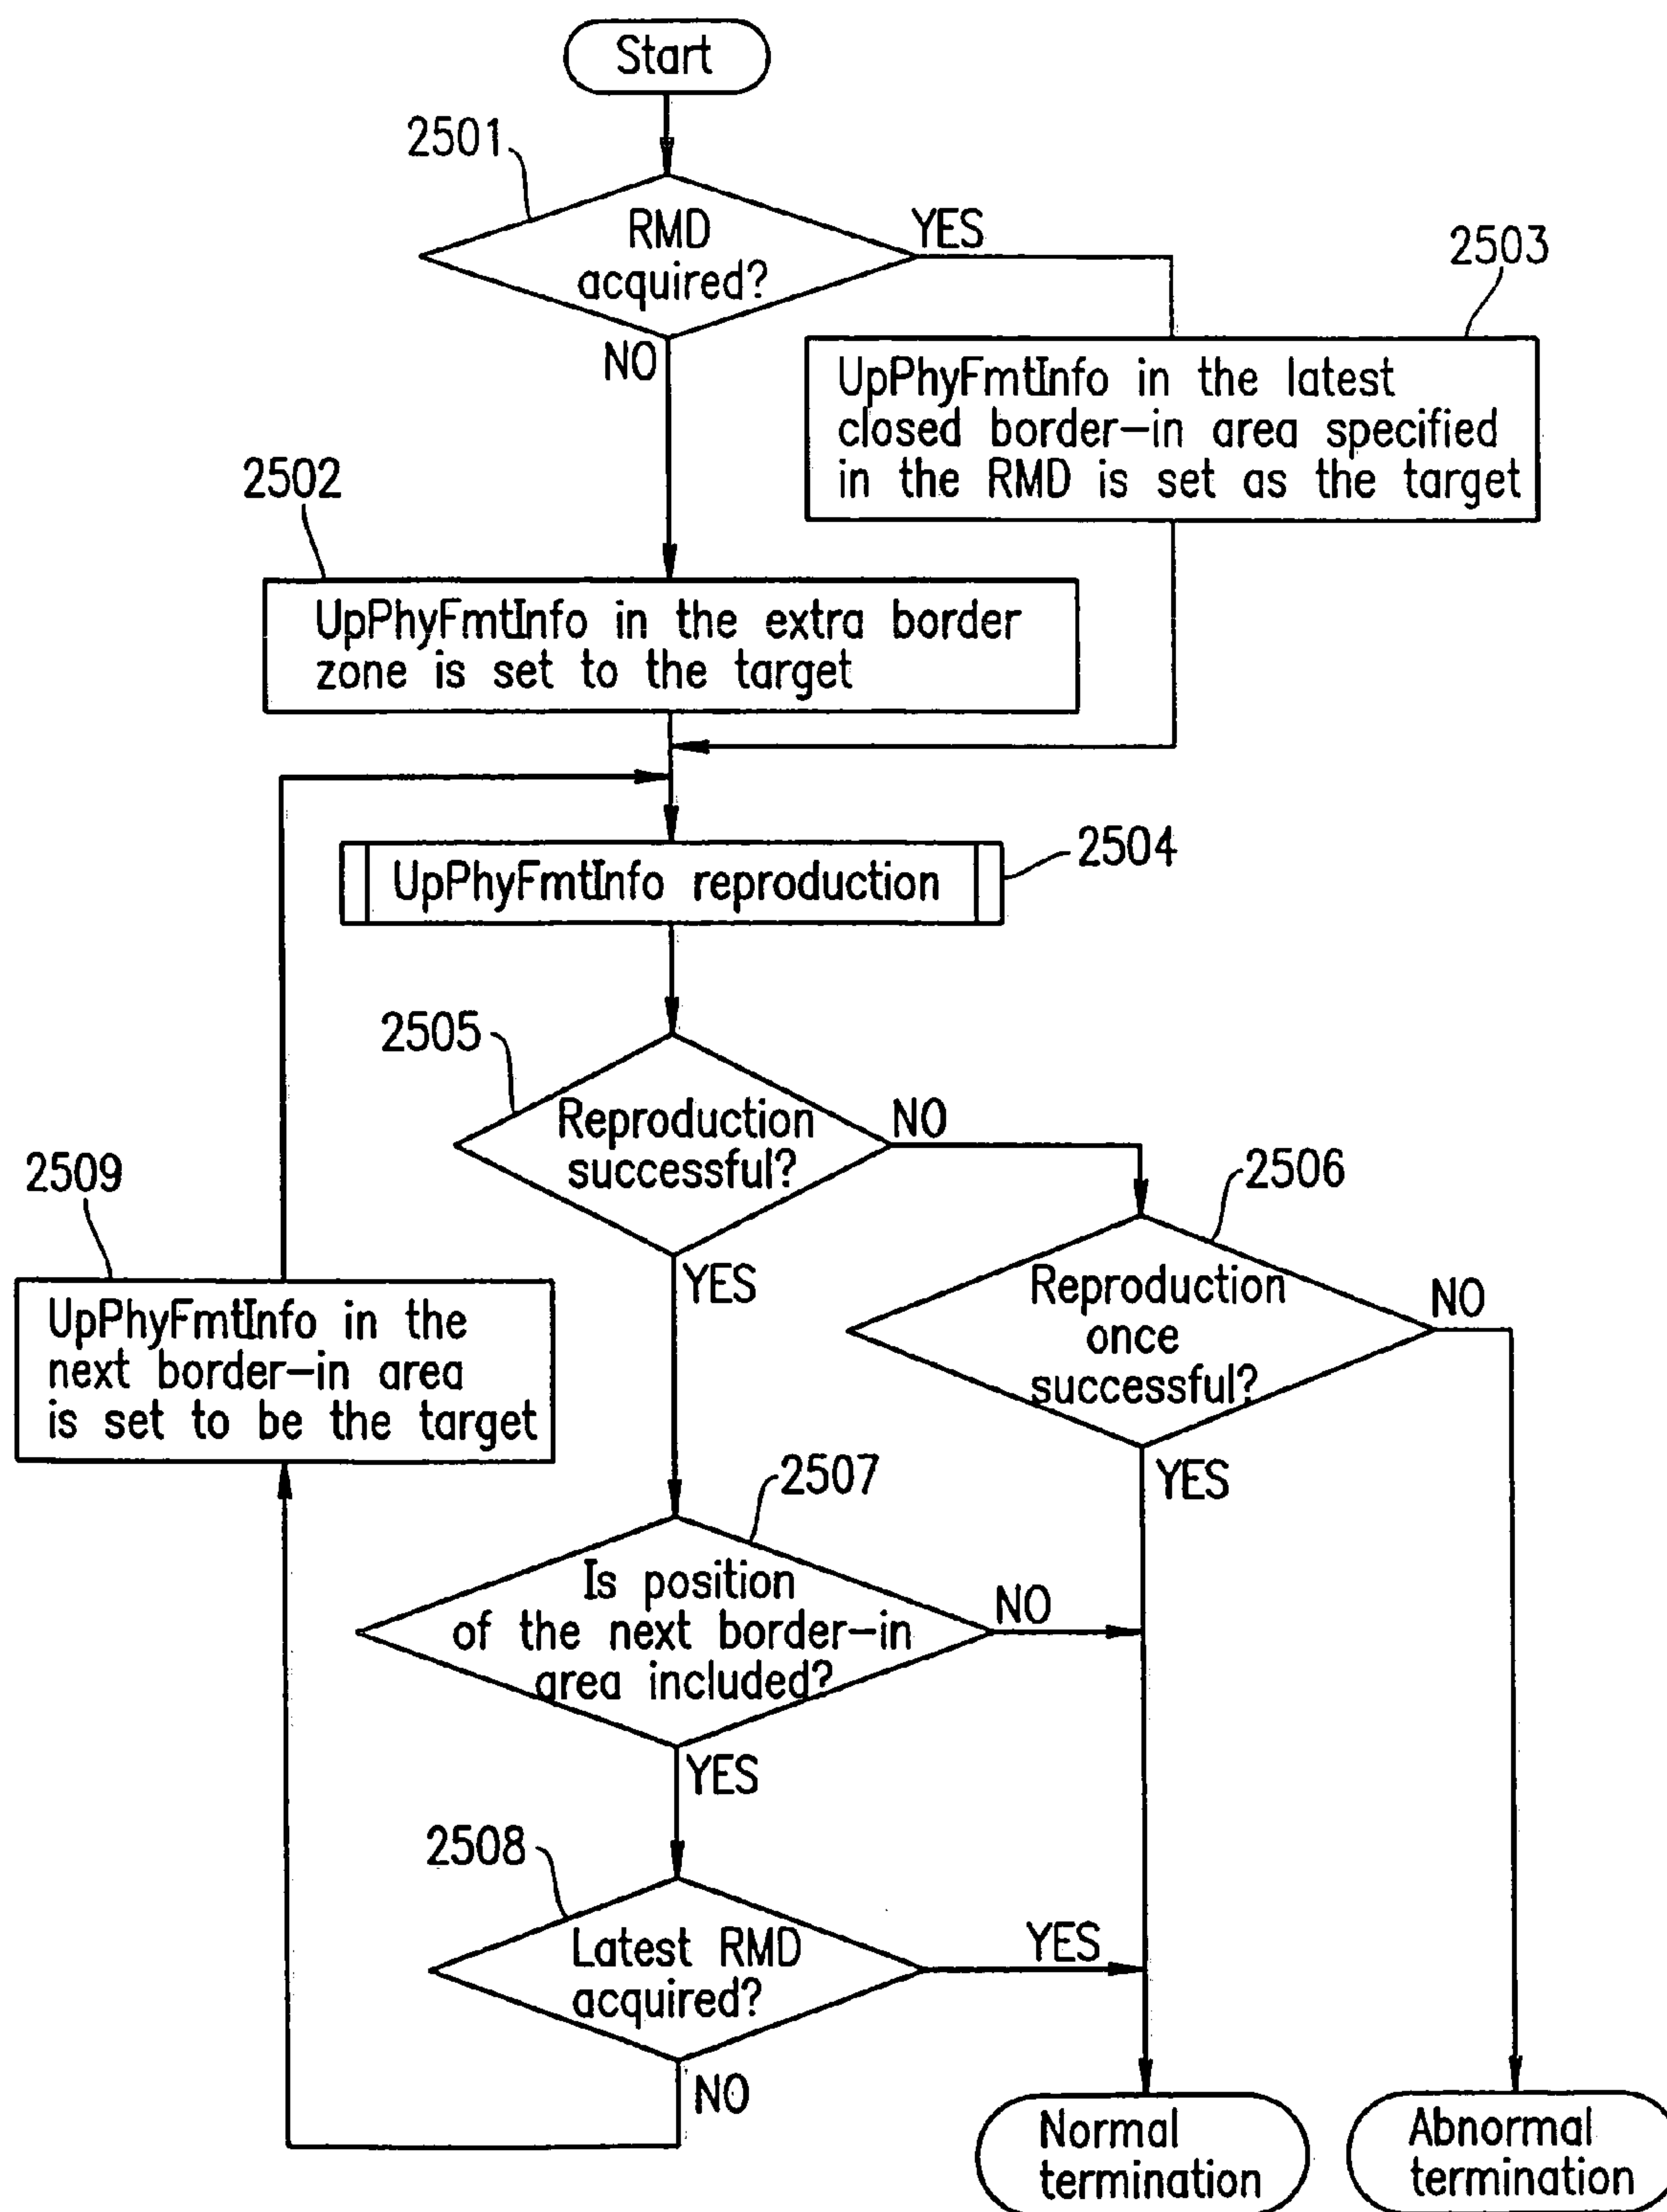 Start
2501
RMD
acquired?
YES
2503
NO
UpPhyFmtInfo in the latest
closed border-in area specified
in the RMD is set as the target
2502
UpPhyFmtInfo in the extra border
zone is set to the target
UpPhyFmtInfo reproduction
2504
2505
Reproduction
successful?
NO
2506
2509
YES
Reproduction
once
successful?
NO
UpPhyFmtInfo in the
next border-in area
is set to be the target
2507
YES
Is position
of the next border-in
area included?
NO
YES
2508
Latest RMD
acquired?
YES
NO
Normal
termination
Abnormal
termination